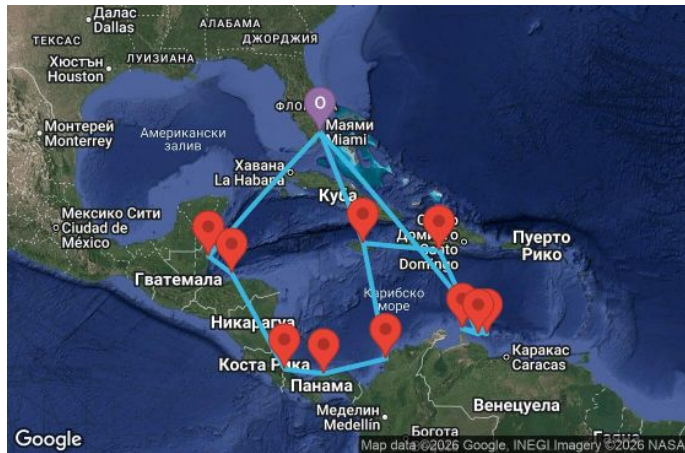 Далас
Dallas
АЛАБАМА
ТЕКСАС
ДЖОРДЖИЯ
ЛУИЗИАНА
Хюстън
Houston
O
Монтерей
Monterrey
Американски
залив
Маями
Miami
Хавана
La Habana
Куба
Мексико Сити
Ciudad de
México
Пуерто
Рико
Domingo
Гватемала
Карибско
море
Никарагуа
Коста Рика
Панама
Каракас
Caracas
Венецуела
Меделин
Medellín
Богота
Google
Map data ©2026 Google, INEGI Imagery ©2026 NASA